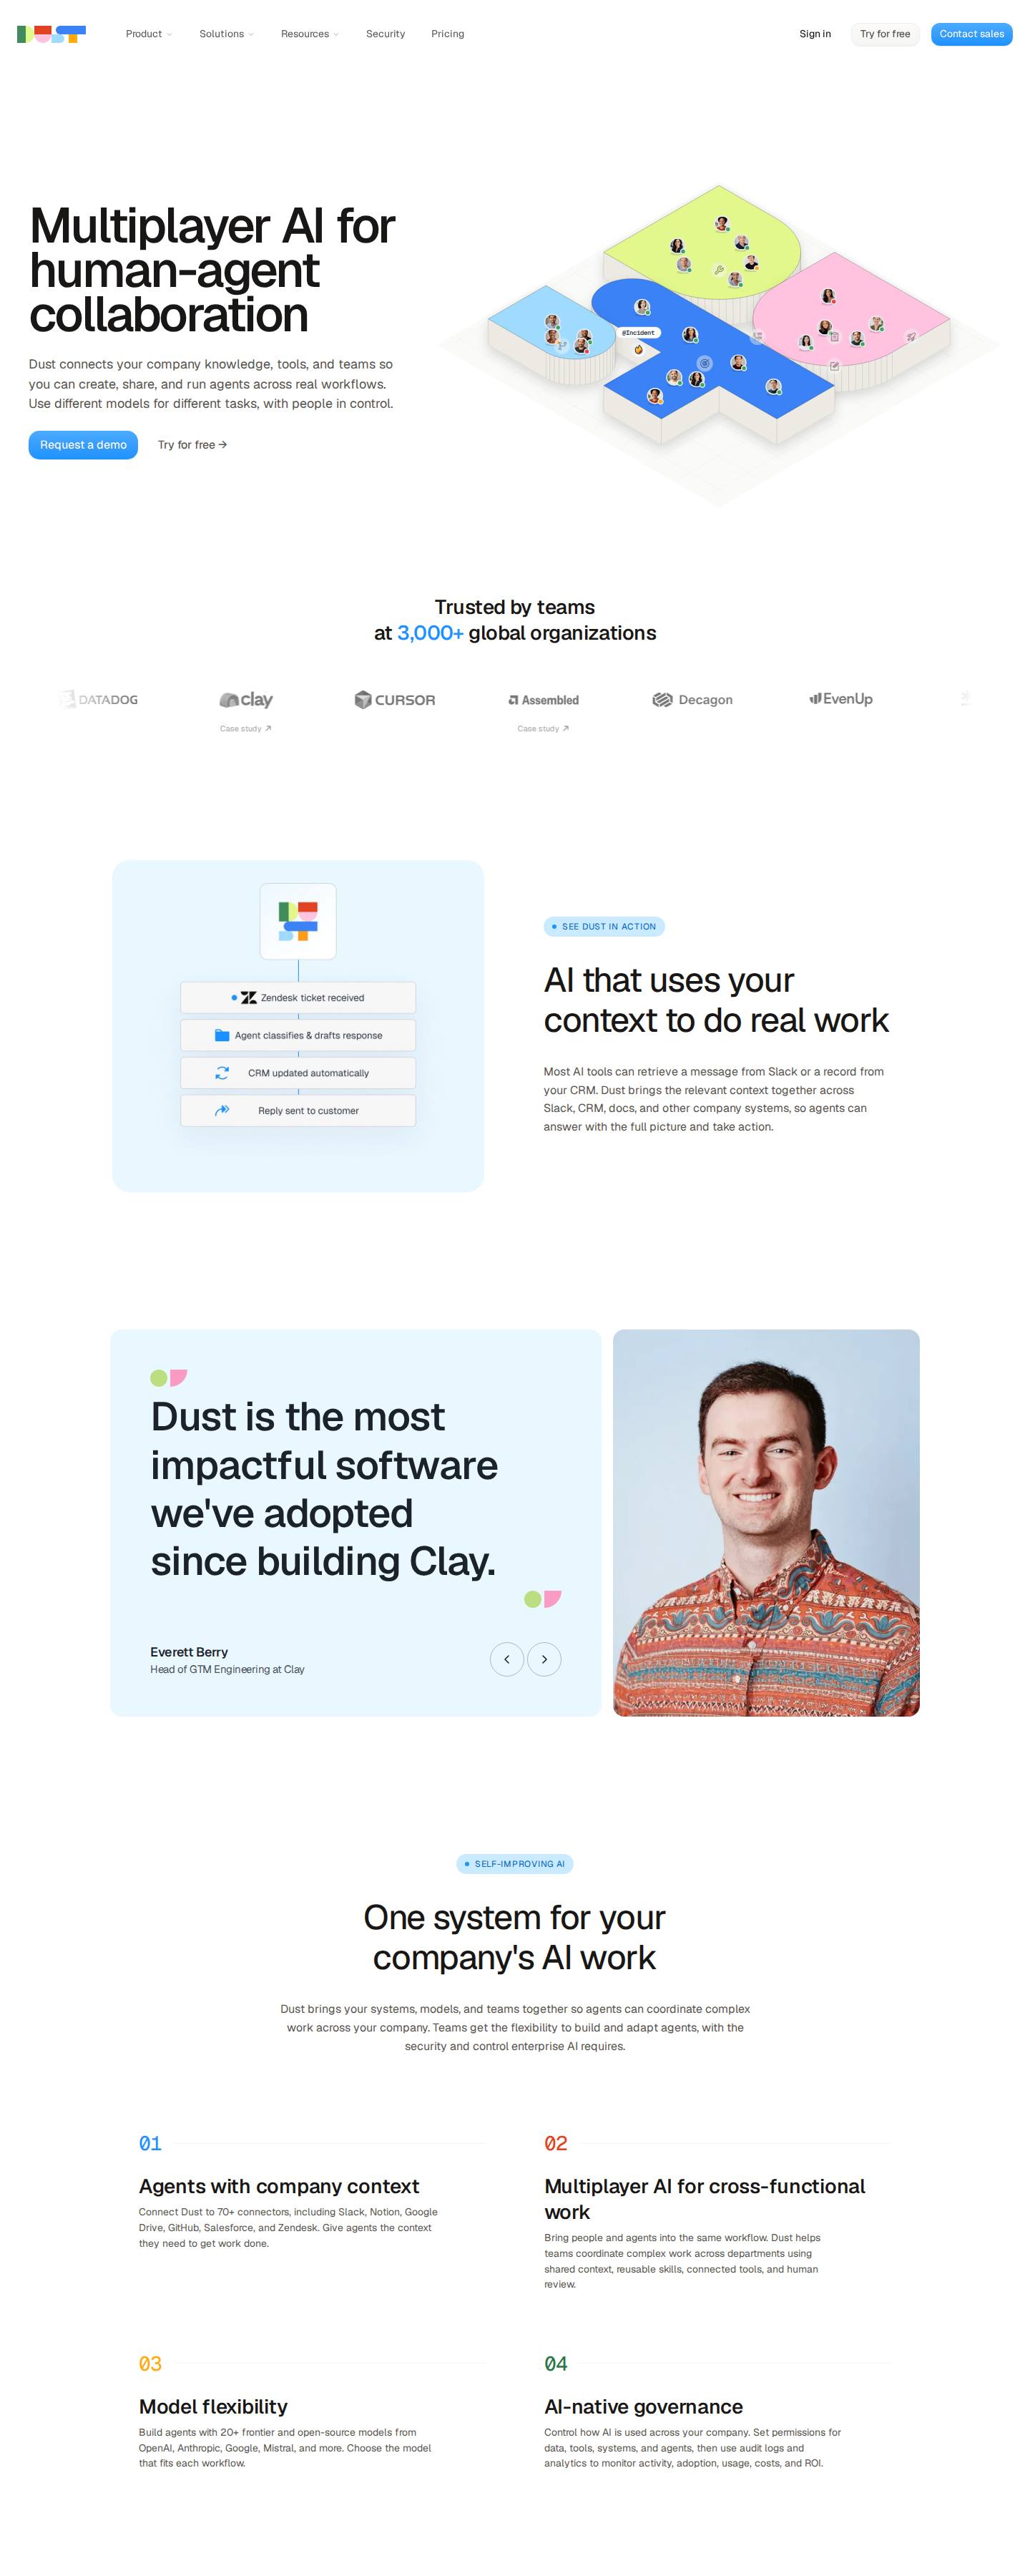 DUST
Product
Solutions
Resources
Security
Pricing
Sign in
Try for free
Contact sales
Multiplayer AI for
human-agent
collaboration
Dust connects your company knowledge, tools, and teams so
you can create, share, and run agents across real workflows.
Use different models for different tasks, with people in control.
Request a demo
Try for free →
@Incident
Trusted by teams
at 3,000+ global organizations
DATADOG
clay
CURSOR
Assembled
Decagon
EvenUp
Case study ↗
Case study ↗
Zendesk ticket received
Agent classifies & drafts response
CRM updated automatically
Reply sent to customer
SEE DUST IN ACTION
AI that uses your
context to do real work
Most AI tools can retrieve a message from Slack or a record from
your CRM. Dust brings the relevant context together across
Slack, CRM, docs, and other company systems, so agents can
answer with the full picture and take action.
Dust is the most
impactful software
we've adopted
since building Clay.
Everett Berry
Head of GTM Engineering at Clay
SELF-IMPROVING AI
One system for your
company's AI work
Dust brings your systems, models, and teams together so agents can coordinate complex
work across your company. Teams get the flexibility to build and adapt agents, with the
security and control enterprise AI requires.
01
Agents with company context
Connect Dust to 70+ connectors, including Slack, Notion, Google
Drive, GitHub, Salesforce, and Zendesk. Give agents the context
they need to get work done.
02
Multiplayer AI for cross-functional
work
Bring people and agents into the same workflow. Dust helps
teams coordinate complex work across departments using
shared context, reusable skills, connected tools, and human
review.
03
Model flexibility
Build agents with 20+ frontier and open-source models from
OpenAI, Anthropic, Google, Mistral, and more. Choose the model
that fits each workflow.
04
AI-native governance
Control how AI is used across your company. Set permissions for
data, tools, systems, and agents, then use audit logs and
analytics to monitor activity, adoption, usage, costs, and ROI.